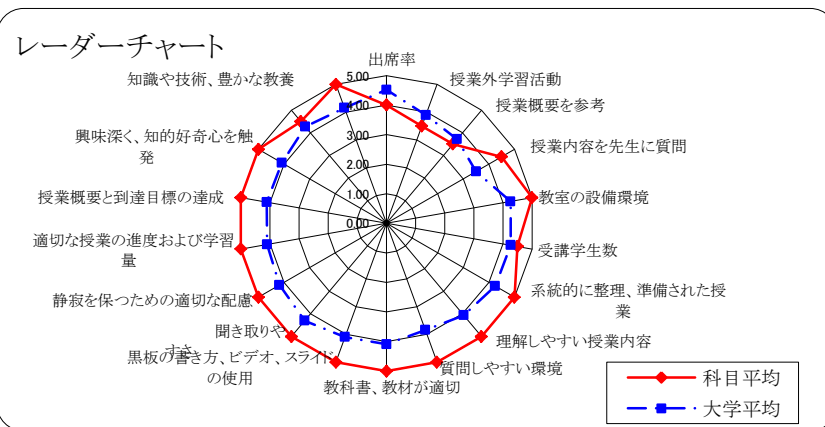 レーダーチャート
出席率
授業外学習活動
授業概要を参考
授業内容を先生に質問
教室の設備環境
受講学生数
系統的に整理、準備された授
業
理解しやすい授業内容
質問しやすい環境
教科書、教材が適切
黒板の書き方、ビデオ、スライド
の使用
聞き取りや
すさ
静寂を保つための適切な配慮
適切な授業の進度および学習
量
授業概要と到達目標の達成
興味深く、知的好奇心を触
発
知識や技術、豊かな教養
5.00
4.00
3.00
2.00
1.00
0.00
科目平均
大学平均